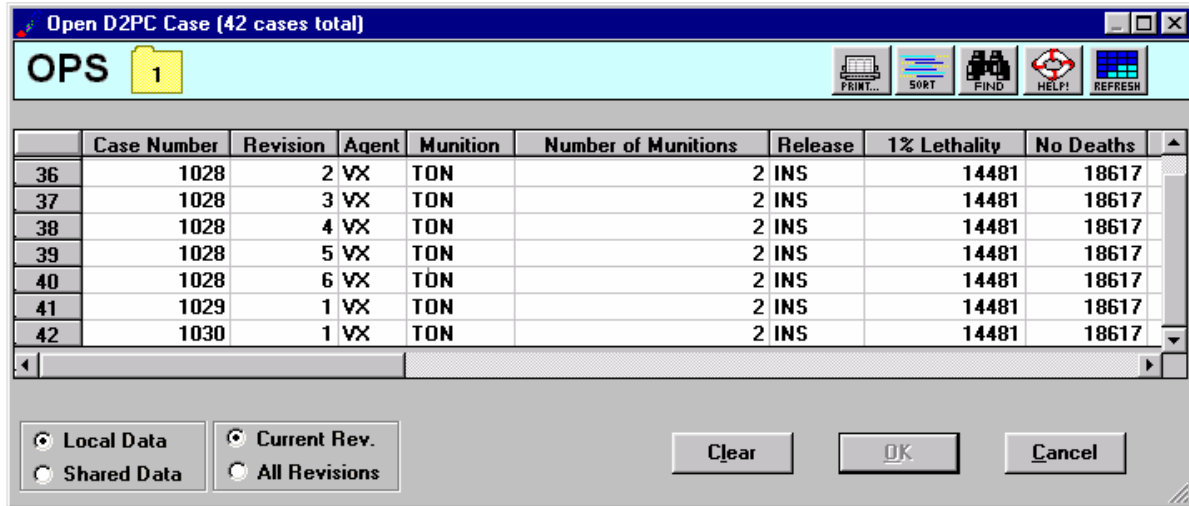 Open D2PC Case (42 cases total)
OPS 1 PRINT... SORT FIND HELP! REFRESH
Case Number Revision Agent Munition Number of Munitions Release 1% Lethality No Deaths
36 1028 2 VX TON 2 INS 14481 18617
37 1028 3 VX TON 2 INS 14481 18617
38 1028 4 VX TON 2 INS 14481 18617
39 1028 5 VX TON 2 INS 14481 18617
40 1028 6 VX TON 2 INS 14481 18617
41 1029 1 VX TON 2 INS 14481 18617
42 1030 1 VX TON 2 INS 14481 18617
Local Data Current Rev. Clear OK Cancel
Shared Data All Revisions